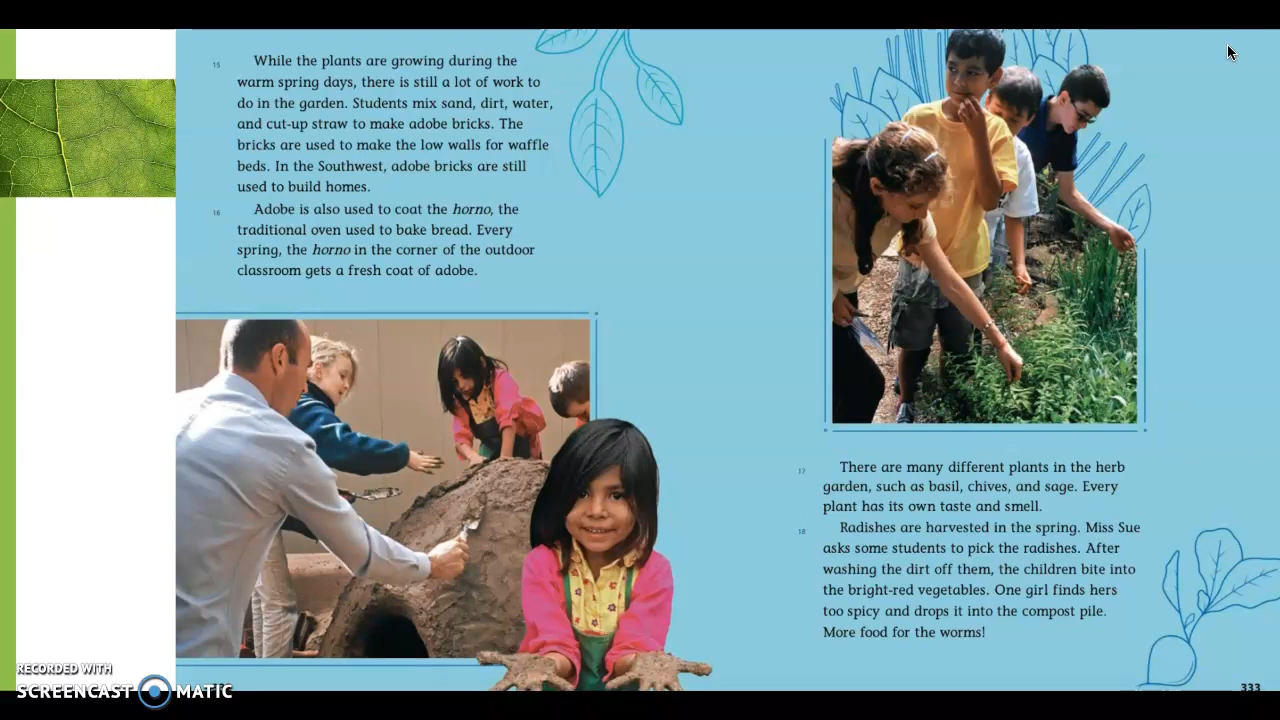 15
While the plants are growing during the
warm spring days, there is still a lot of work to
do in the garden. Students mix sand, dirt, water,
and cut-up straw to make adobe bricks. The
bricks are used to make the low walls for waffle
beds. In the Southwest, adobe bricks are still
used to build homes.
16
Adobe is also used to coat the horno, the
traditional oven used to bake bread. Every
spring, the horno in the corner of the outdoor
classroom gets a fresh coat of adobe.
17
There are many different plants in the herb
garden, such as basil, chives, and sage. Every
plant has its own taste and smell.
18
Radishes are harvested in the spring. Miss Sue
asks some students to pick the radishes. After
washing the dirt off them, the children bite into
the bright-red vegetables. One girl finds hers
too spicy and drops it into the compost pile.
More food for the worms!
333
RECORDED WITH
SCREENCAST MATIC